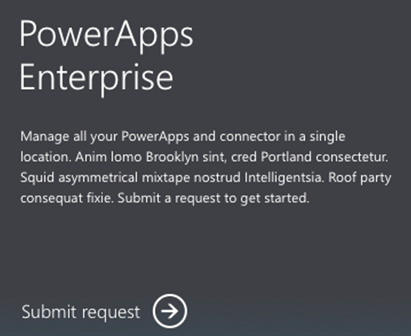 PowerApps
Enterprise
Manage all your PowerApps and connector in a single
location. Anim lomo Brooklyn sint, cred Portland consectetur.
Squid asymmetrical mixtape nostrud Intelligentsia. Roof party
consequat fixie. Submit a request to get started.
Submit request